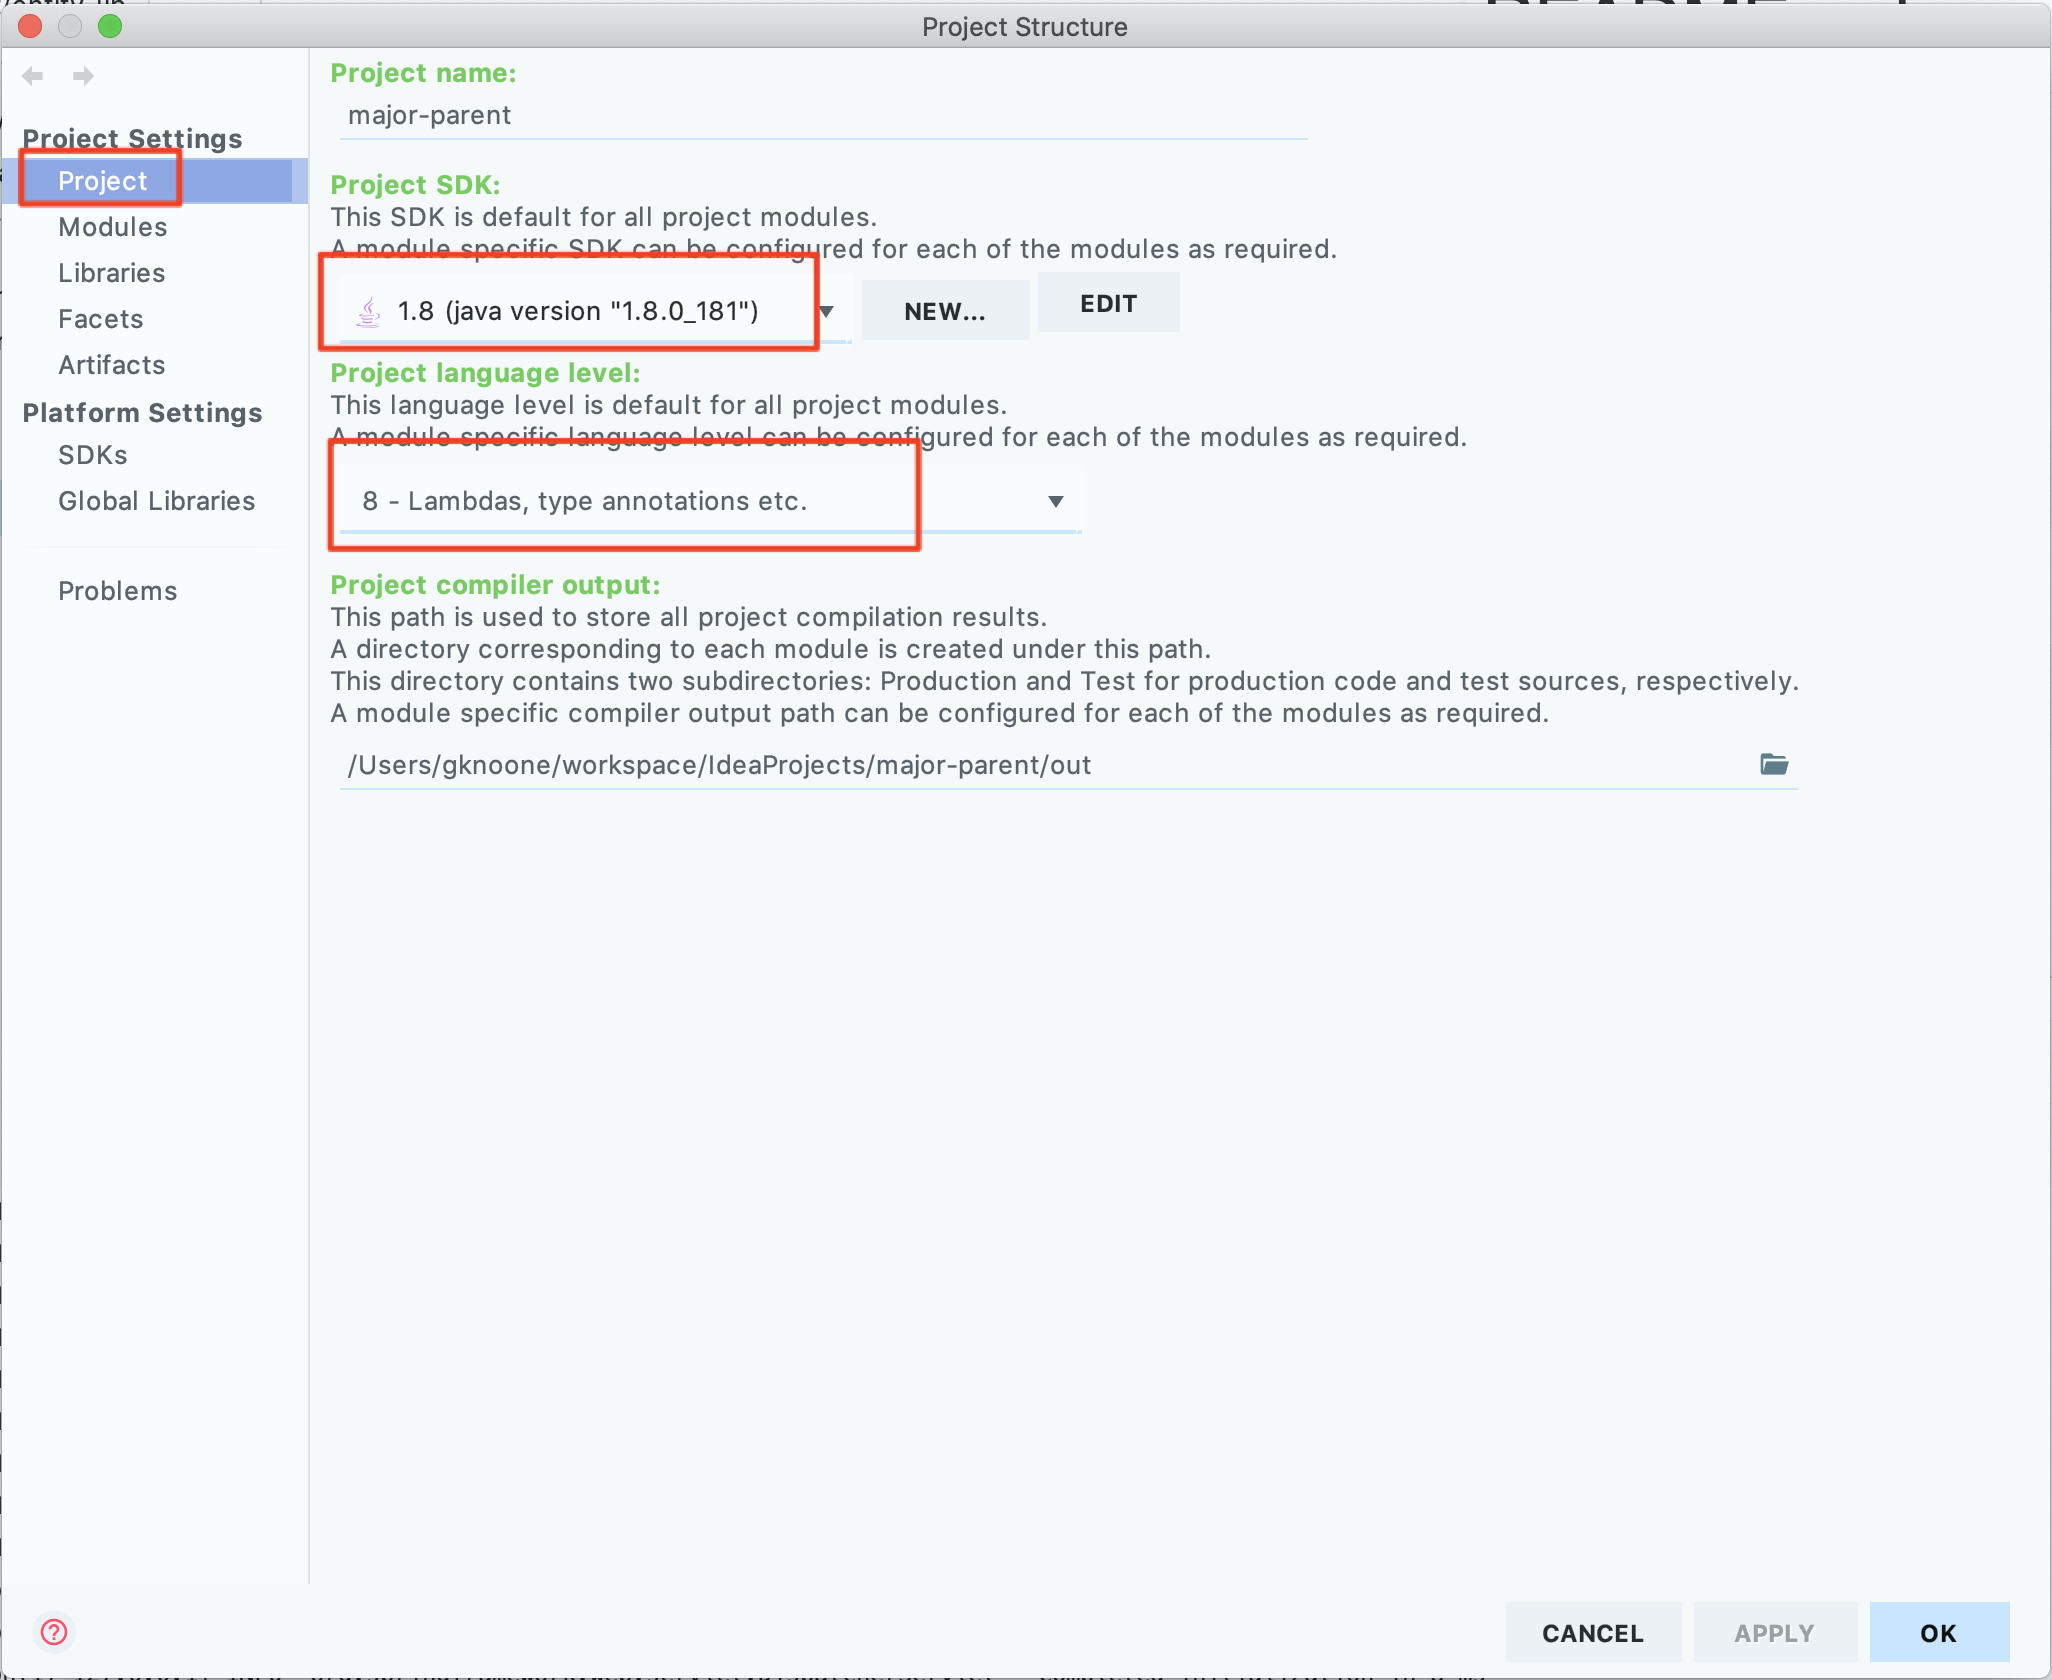 Project Structure
Project Settings
Project
Modules
Libraries
Facets
Artifacts
Platform Settings
SDKs
Global Libraries
Problems
Project name:
major-parent
Project SDK:
This SDK is default for all project modules.
A module specific SDK can be configured for each of the modules as required.
1.8 (java version "1.8.0_181")
NEW...
EDIT
Project language level:
This language level is default for all project modules.
A module specific language level can be configured for each of the modules as required.
8 - Lambdas, type annotations etc.
Project compiler output:
This path is used to store all project compilation results.
A directory corresponding to each module is created under this path.
This directory contains two subdirectories: Production and Test for production code and test sources, respectively.
A module specific compiler output path can be configured for each of the modules as required.
/Users/gknoone/workspace/IdeaProjects/major-parent/out
?
CANCEL
APPLY
OK